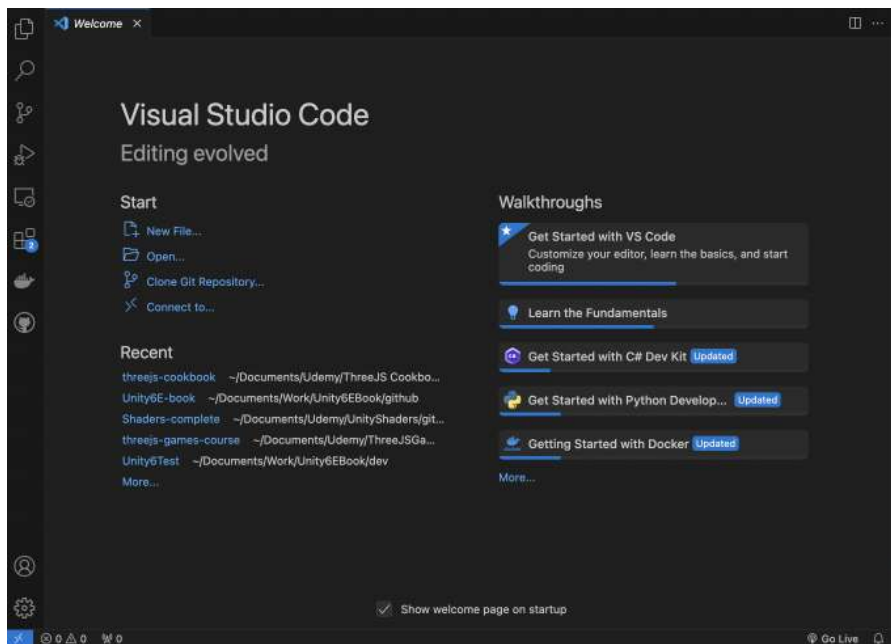 Welcome
Visual Studio Code
Editing evolved
Start
New File...
Open...
Clone Git Repository...
Connect to...
Recent
threejs-cookbook ~/Documents/Udemy/ThreeJS Cookbo...
Unity6E-book ~/Documents/Work/Unity6EBook/github
Shaders-complete ~/Documents/Udemy/UnityShaders/git...
threejs-games-course ~/Documents/Udemy/ThreeJSGa...
Unity6Test ~/Documents/Work/Unity6EBook/dev
More...
Walkthroughs
Get Started with VS Code
Customize your editor, learn the basics, and start
coding
Learn the Fundamentals
Get Started with C# Dev Kit Updated
Get Started with Python Develop... Updated
Getting Started with Docker Updated
More...
2
Show welcome page on startup
0 0 0
Go Live